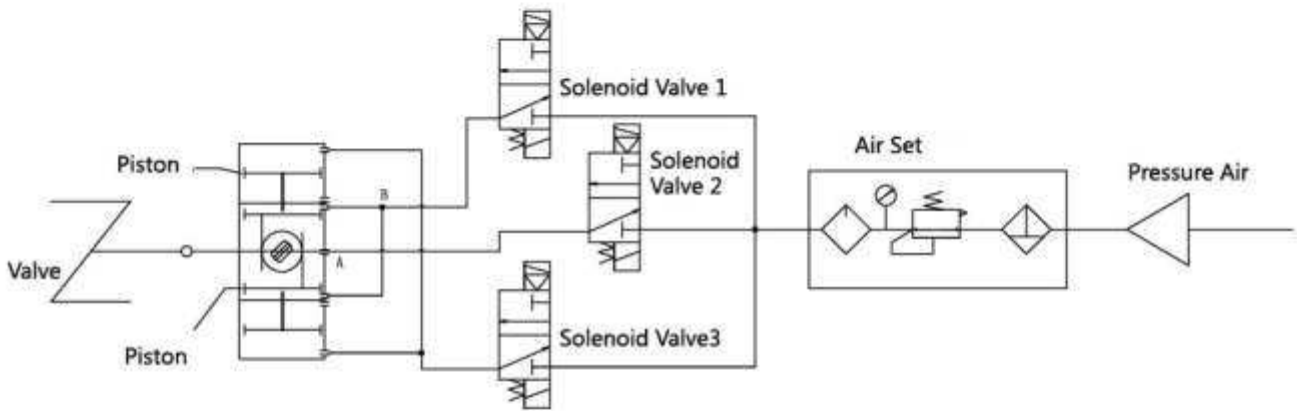 Solenoid Valve 1
Air Set
Solenoid
Valve 2
Pressure Air
Piston
B
A
Valve
Solenoid Valve3
Piston